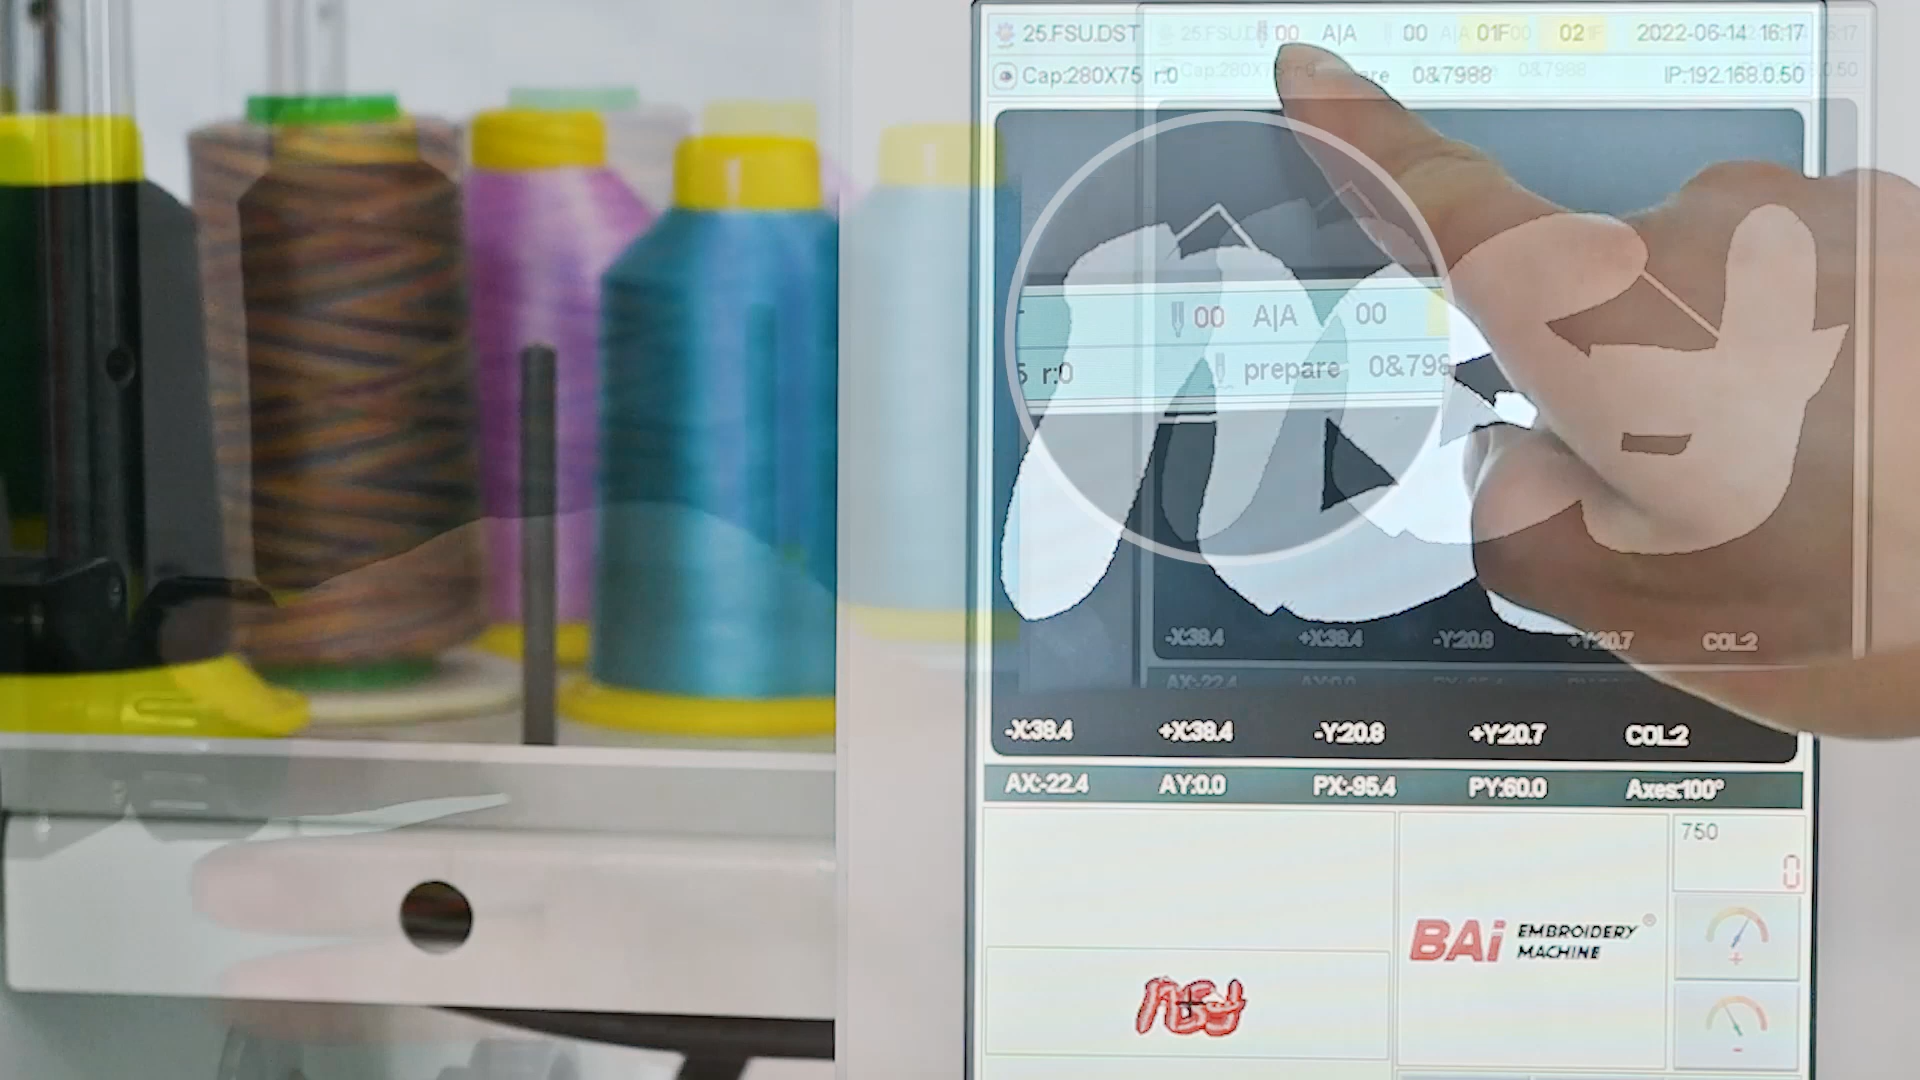 25.FSU.DST 00 A|A 00 01F 02 2022-06-14 16:17
Cap:280X75 r:0 0&7988 IP:192.168.0.50
00 A|A 00
r:0 prepare 0&798
-X:38.4 +X:38.4 -Y:20.8 +Y:20.7 COL:2
-X:38.4 +X:38.4 -Y:20.8 +Y:20.7 COL:2
AX:-22.4 AY:0.0 PX:-95.4 PY:60.0 Axes:100°
750
0
BAi EMBROIDERY®
MACHINE